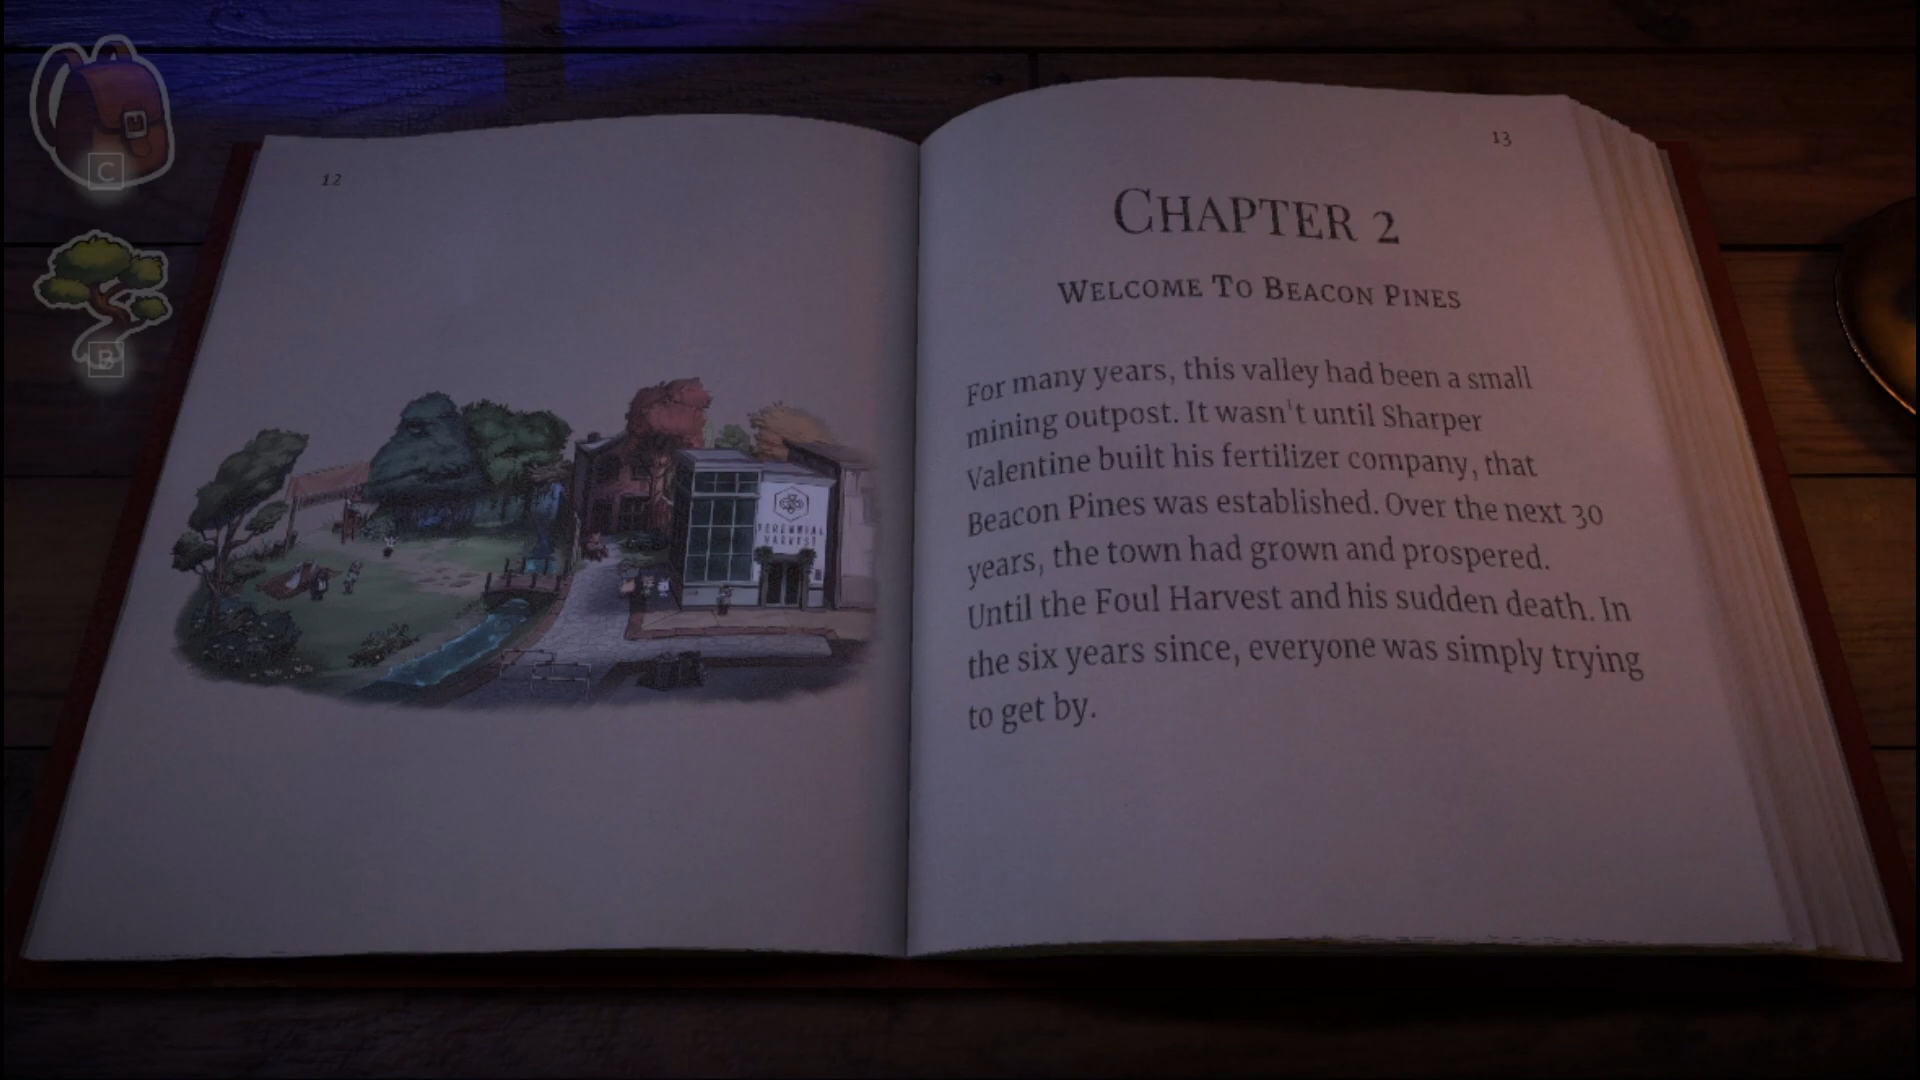 C
B
12
PERENNIAL
HARVEST
13
CHAPTER 2
WELCOME TO BEACON PINES
For many years, this valley had been a small
mining outpost. It wasn't until Sharper
Valentine built his fertilizer company, that
Beacon Pines was established. Over the next 30
years, the town had grown and prospered.
Until the Foul Harvest and his sudden death. In
the six years since, everyone was simply trying
to get by.